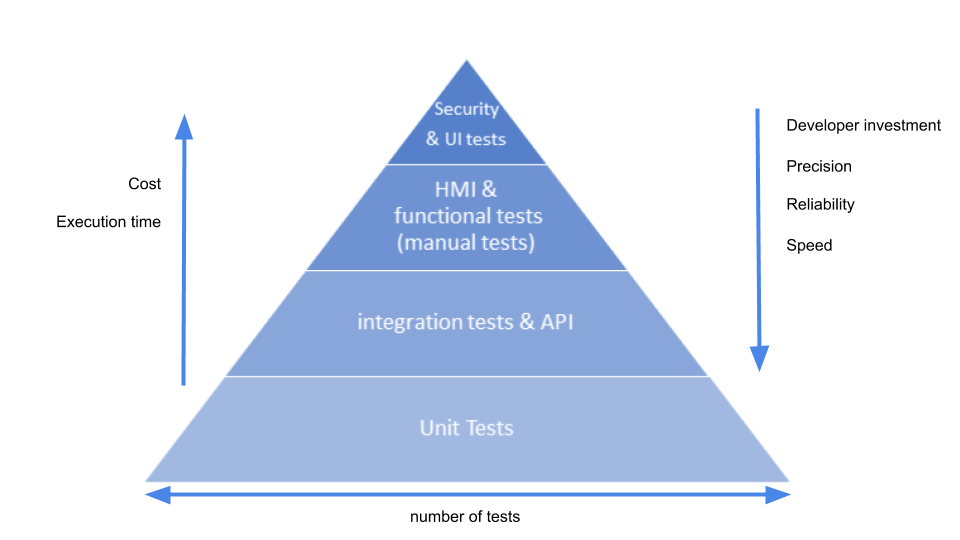 Security
& UI tests
HMI &
functional tests
(manual tests)
integration tests & API
Unit Tests
Cost
Execution time
Developer investment
Precision
Reliability
Speed
number of tests